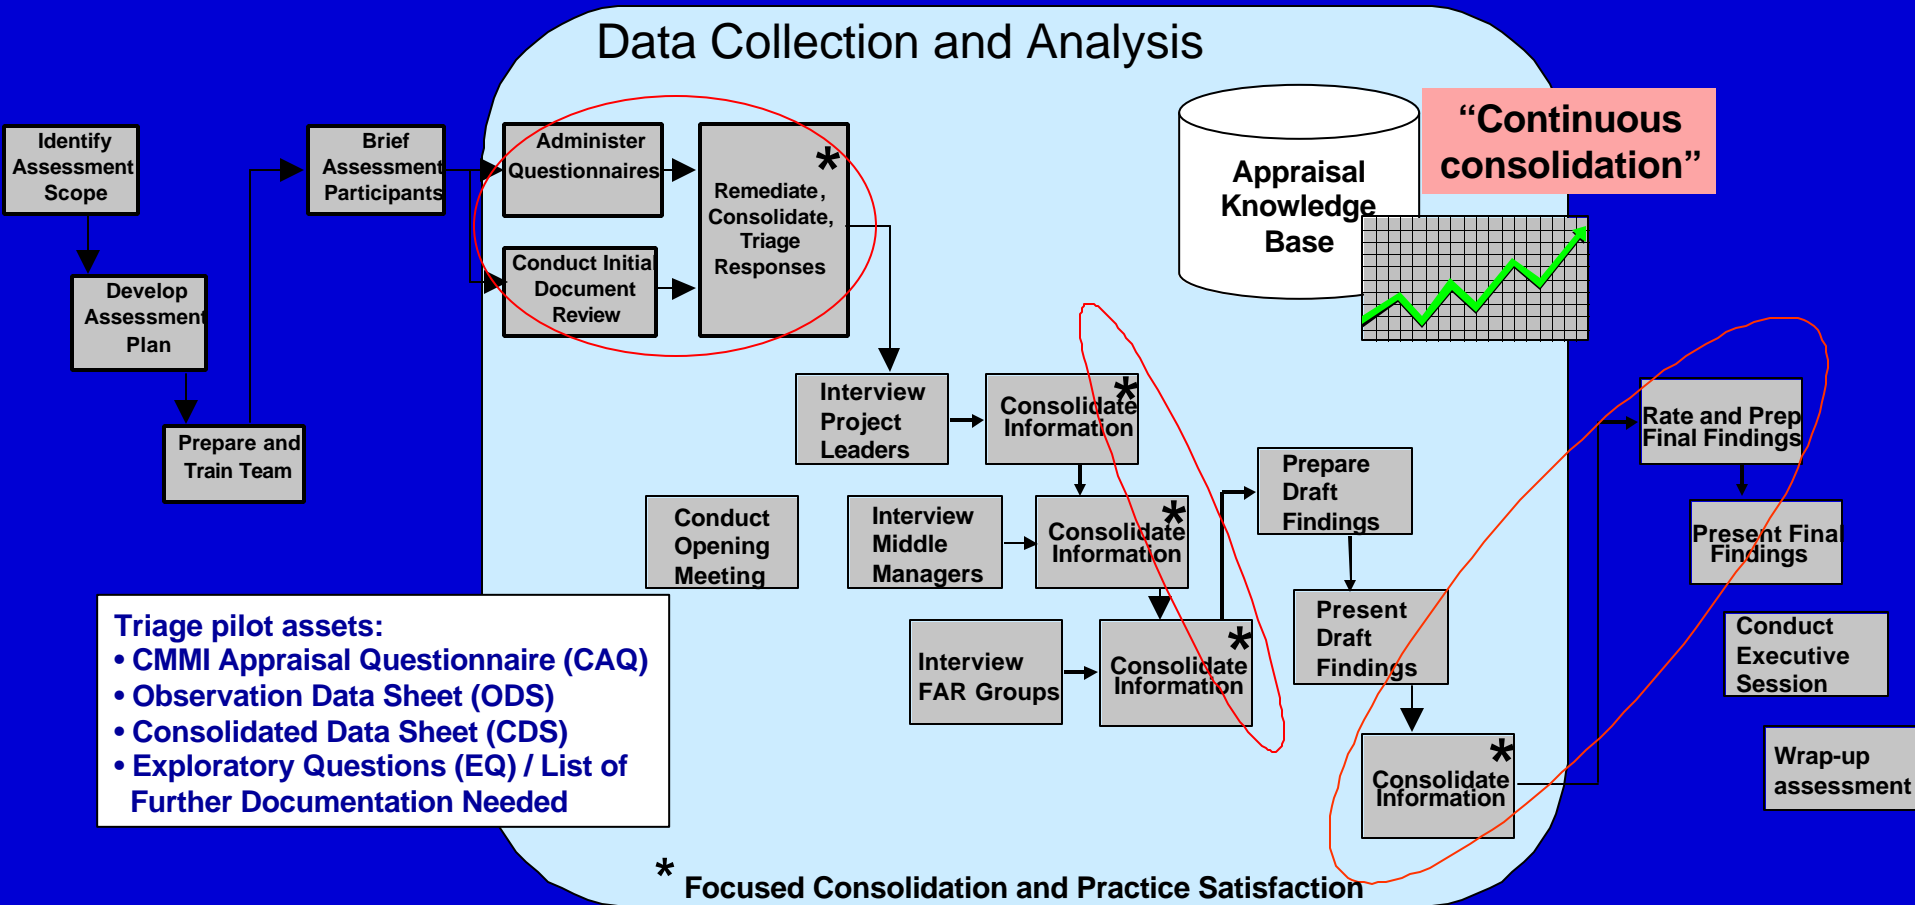 Data Collection and Analysis
Identify
Assessment
Scope
Develop
Assessment
Plan
Prepare and
Train Team
Brief
Assessment
Participants
Administer
Questionnaires
Conduct Initial
Document
Review
*
Remediate,
Consolidate,
Triage
Responses
Appraisal
Knowledge
Base
“Continuous
consolidation”
Interview
Project
Leaders
*
Consolidate
Information
Conduct
Opening
Meeting
Interview
Middle
Managers
*
Consolidate
Information
Interview
FAR Groups
*
Consolidate
Information
Prepare
Draft
Findings
Present
Draft
Findings
*
Consolidate
Information
Rate and Prep
Final Findings
Present Final
Findings
Conduct
Executive
Session
Wrap-up
assessment
Triage pilot assets:
• CMMI Appraisal Questionnaire (CAQ)
• Observation Data Sheet (ODS)
• Consolidated Data Sheet (CDS)
• Exploratory Questions (EQ) / List of
Further Documentation Needed
* Focused Consolidation and Practice Satisfaction